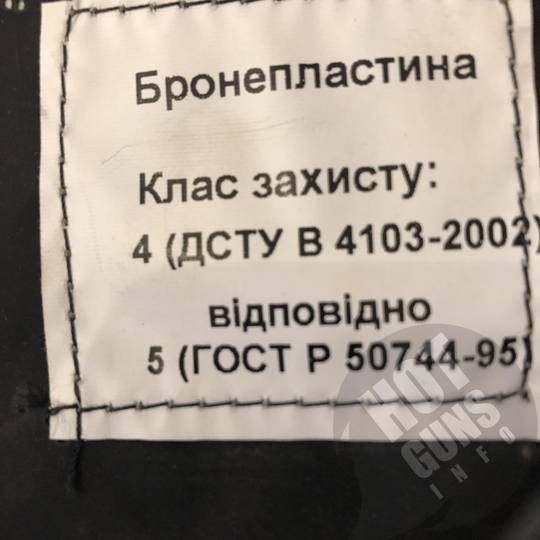 Бронепластина
Клас захисту:
4 (ДСТУ В 4103-2002)
відповідно
5 (ГОСТ Р 50744-95)
HOT
GUNS
INFO